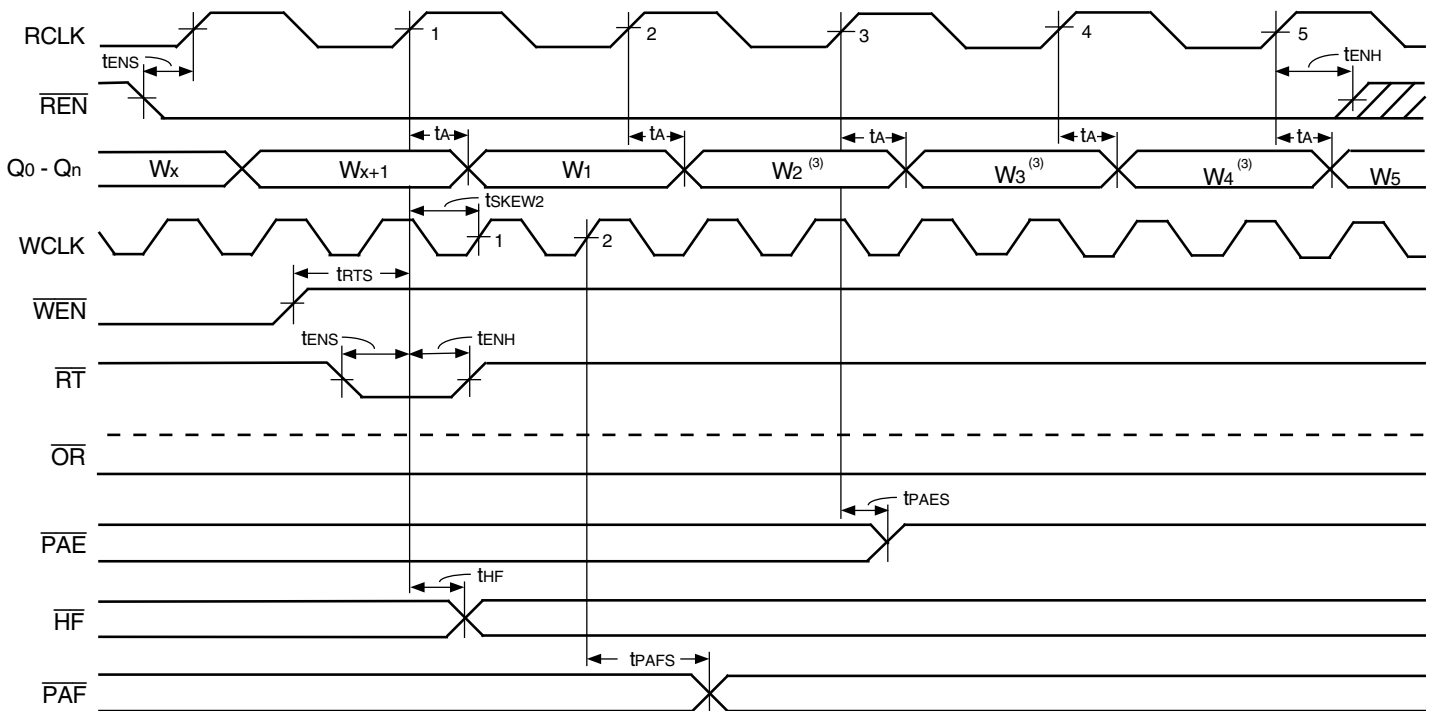 RCLK 1 2 3 4 5
tENS tENH
REN
tA tA tA tA tA
Q0 - Qn Wx Wx+1 W1 W2 (3) W3 (3) W4 (3) W5
tSKEW2
WCLK 1 2
tRTS
WEN
tENS tENH
RT
OR
tPAES
PAE
tHF
HF
tPAFS
PAF